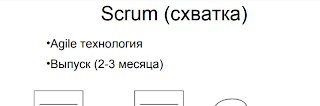 Scrum (схватка)
•Agile технология
•Выпуск (2-3 месяца)